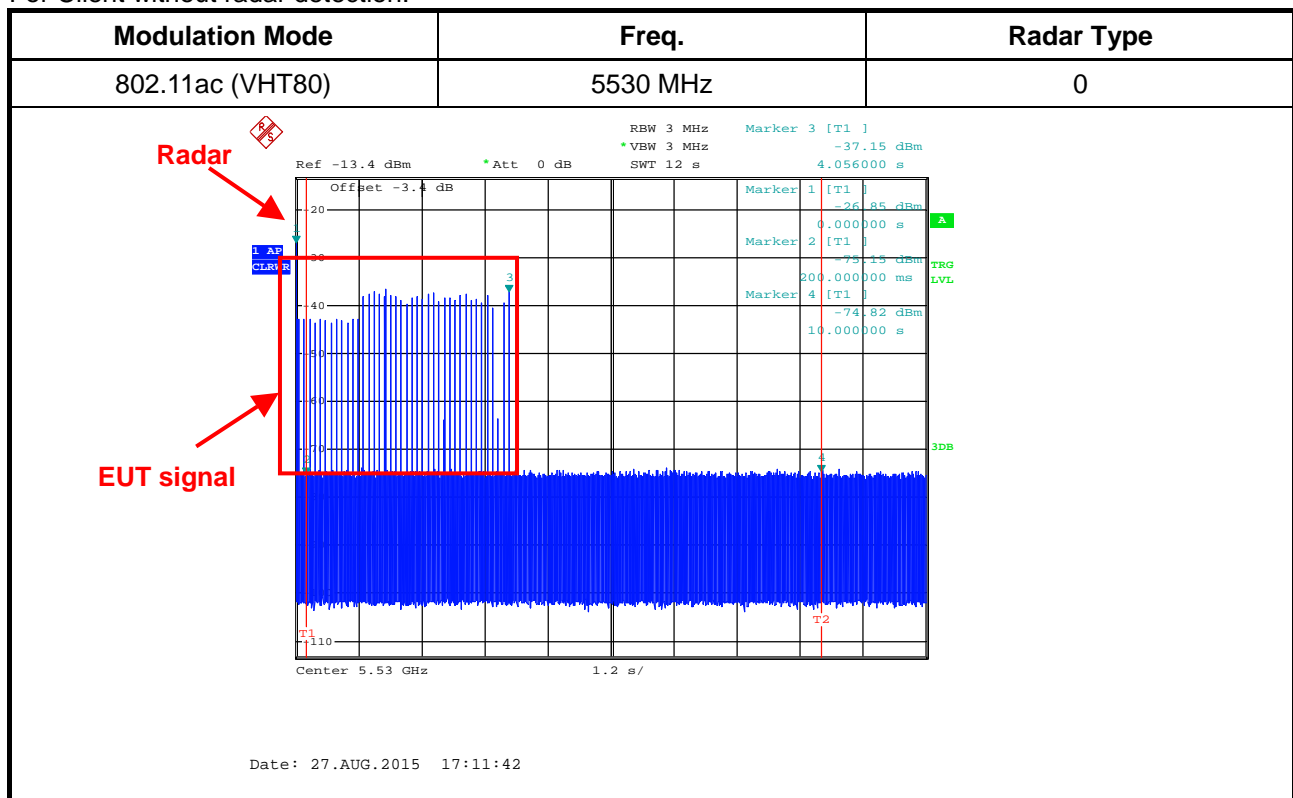 For Client without radar detection:
Modulation Mode Freq. Radar Type
802.11ac (VHT80) 5530 MHz 0
R S
RBW 3 MHz Marker 3 [T1 ]
*VBW 3 MHz -37.15 dBm
Ref -13.4 dBm *Att 0 dB SWT 12 s 4.056000 s
Radar
Offset -3.4 dB Marker 1 [T1 ]
-20 -26.85 dBm
1 0.000000 s A
1 AP Marker 2 [T1 ]
CLRWR -30 -75.15 dBm TRG
3 200.000000 ms LVL
-40 Marker 4 [T1 ]
-74.82 dBm
10.000000 s
-50
-60
-70 3DB
2 4
EUT signal
T1 T2
-110
Center 5.53 GHz 1.2 s/
Date: 27.AUG.2015 17:11:42